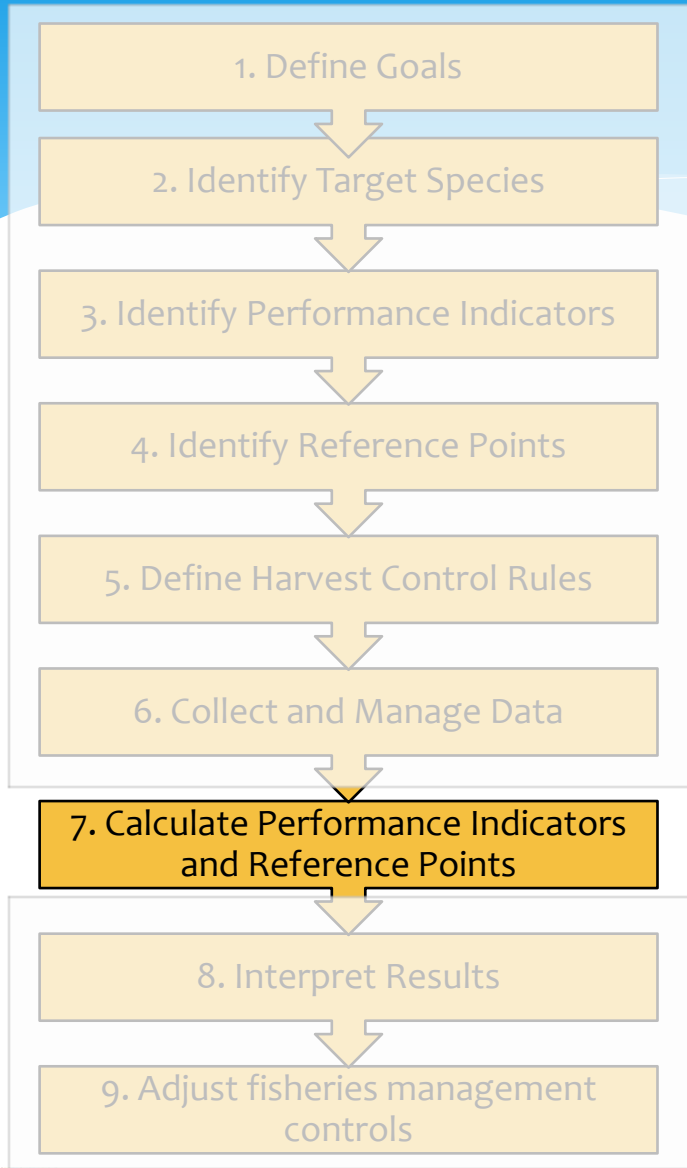 1. Define Goals
2. Identify Target Species
3. Identify Performance Indicators
4. Identify Reference Points
5. Define Harvest Control Rules
6. Collect and Manage Data
7. Calculate Performance Indicators
and Reference Points
8. Interpret Results
9. Adjust fisheries management
controls